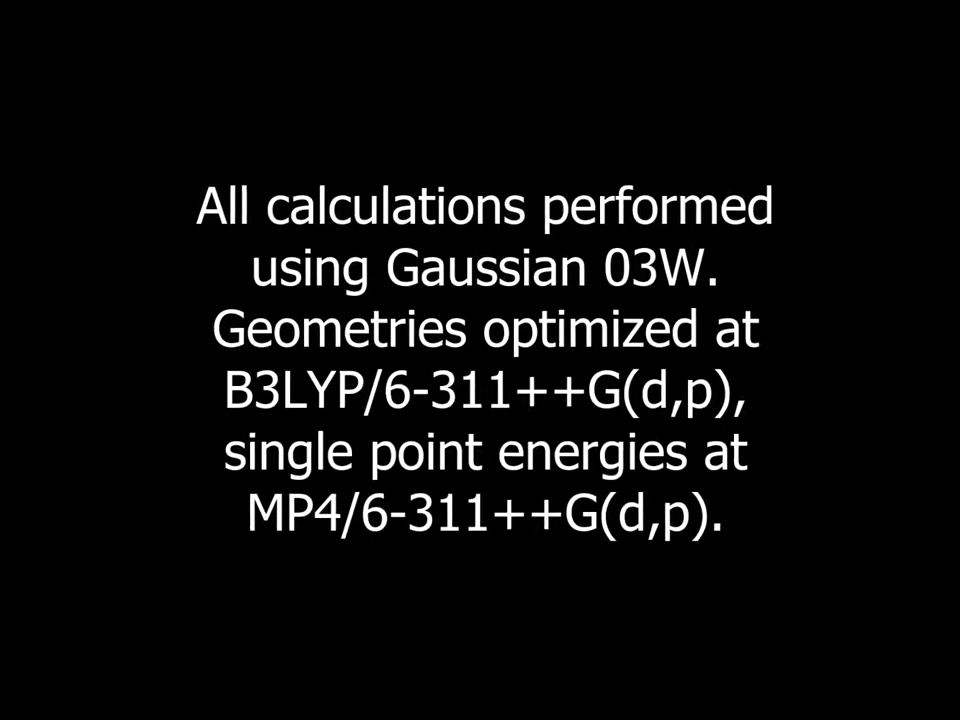 All calculations performed
using Gaussian 03W.
Geometries optimized at
B3LYP/6-311++G(d,p),
single point energies at
MP4/6-311++G(d,p).